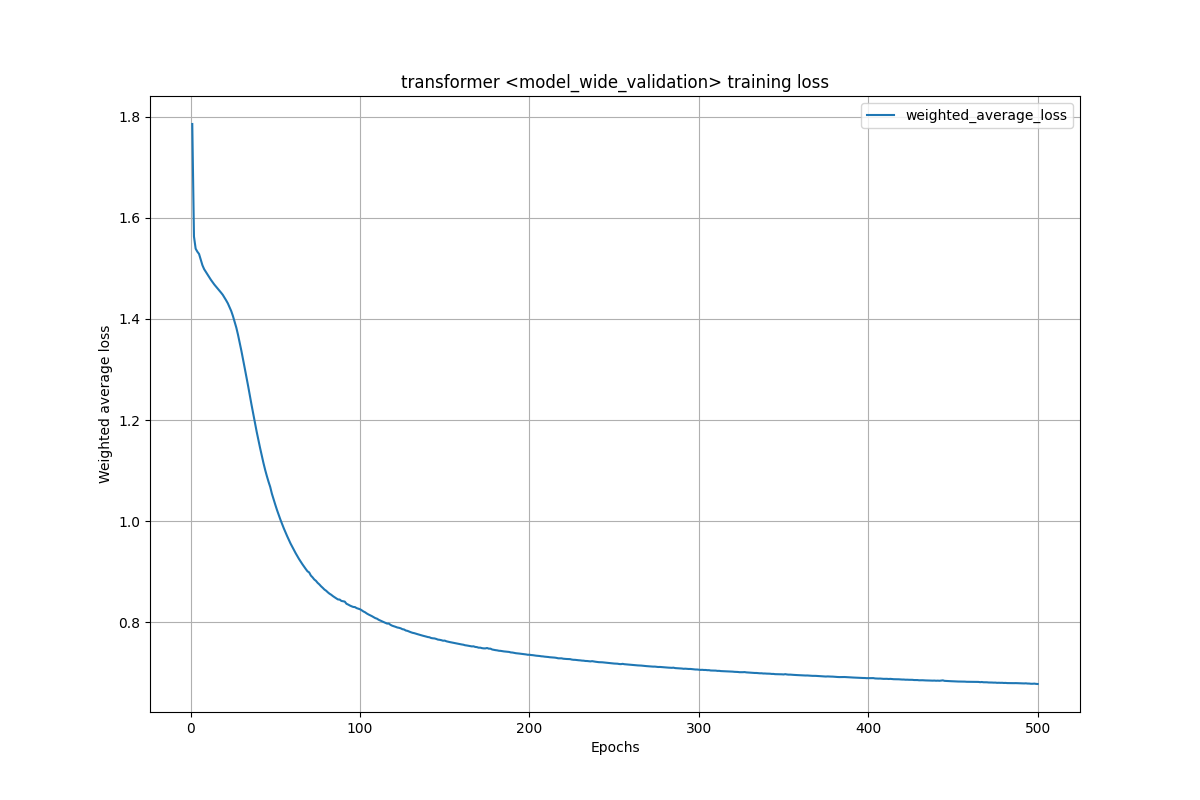 transformer <model_wide_validation> training loss
weighted_average_loss
Weighted average loss
1.8
1.6
1.4
1.2
1.0
0.8
0 100 200 300 400 500
Epochs